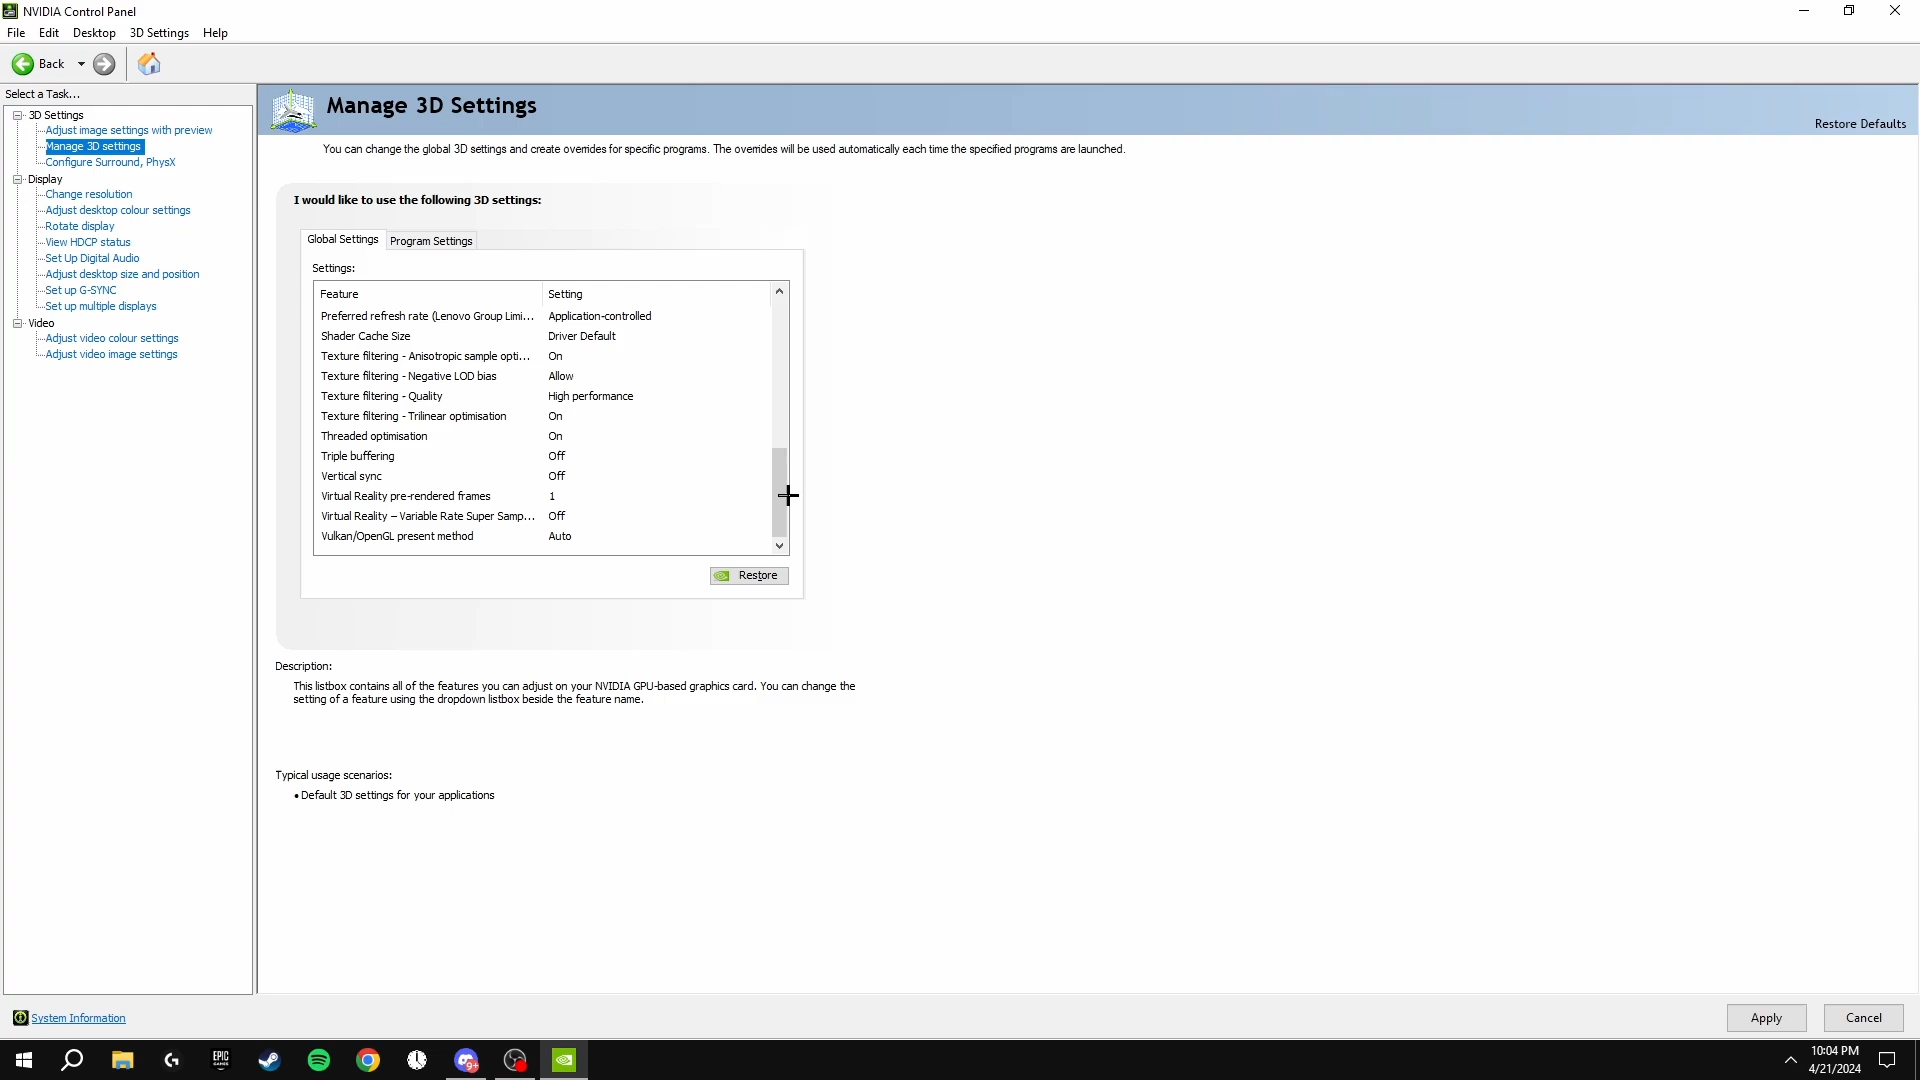 NVIDIA Control Panel
File Edit Desktop 3D Settings Help
Back
Select a Task...
3D Settings
Adjust image settings with preview
Manage 3D settings
Configure Surround, PhysX
Display
Change resolution
Adjust desktop colour settings
Rotate display
View HDCP status
Set Up Digital Audio
Adjust desktop size and position
Set up G-SYNC
Set up multiple displays
Video
Adjust video colour settings
Adjust video image settings
Manage 3D Settings
Restore Defaults
You can change the global 3D settings and create overrides for specific programs. The overrides will be used automatically each time the specified programs are launched.
I would like to use the following 3D settings:
Global Settings Program Settings
Settings:
Feature Setting
Preferred refresh rate (Lenovo Group Limi... Application-controlled
Shader Cache Size Driver Default
Texture filtering - Anisotropic sample opti... On
Texture filtering - Negative LOD bias Allow
Texture filtering - Quality High performance
Texture filtering - Trilinear optimisation On
Threaded optimisation On
Triple buffering Off
Vertical sync Off
Virtual Reality pre-rendered frames 1
Virtual Reality – Variable Rate Super Samp... Off
Vulkan/OpenGL present method Auto
Restore
Description:
This listbox contains all of the features you can adjust on your NVIDIA GPU-based graphics card. You can change the
setting of a feature using the dropdown listbox beside the feature name.
Typical usage scenarios:
• Default 3D settings for your applications
System Information
Apply Cancel
EPIC
GAMES
9+
10:04 PM
4/21/2024